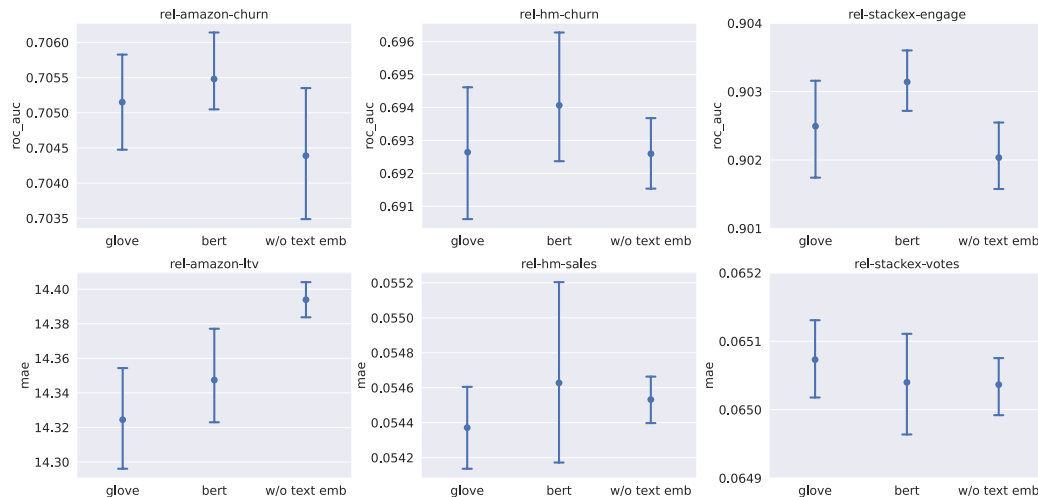 rel-amazon-churn
roc_auc
0.7060
0.7055
0.7050
0.7045
0.7040
0.7035
glove bert w/o text emb
rel-hm-churn
roc_auc
0.696
0.695
0.694
0.693
0.692
0.691
glove bert w/o text emb
rel-stackex-engage
roc_auc
0.904
0.903
0.902
0.901
glove bert w/o text emb
rel-amazon-ltv
mae
14.40
14.38
14.36
14.34
14.32
14.30
glove bert w/o text emb
rel-hm-sales
mae
0.0552
0.0550
0.0548
0.0546
0.0544
0.0542
glove bert w/o text emb
rel-stackex-votes
mae
0.0652
0.0651
0.0650
0.0649
glove bert w/o text emb